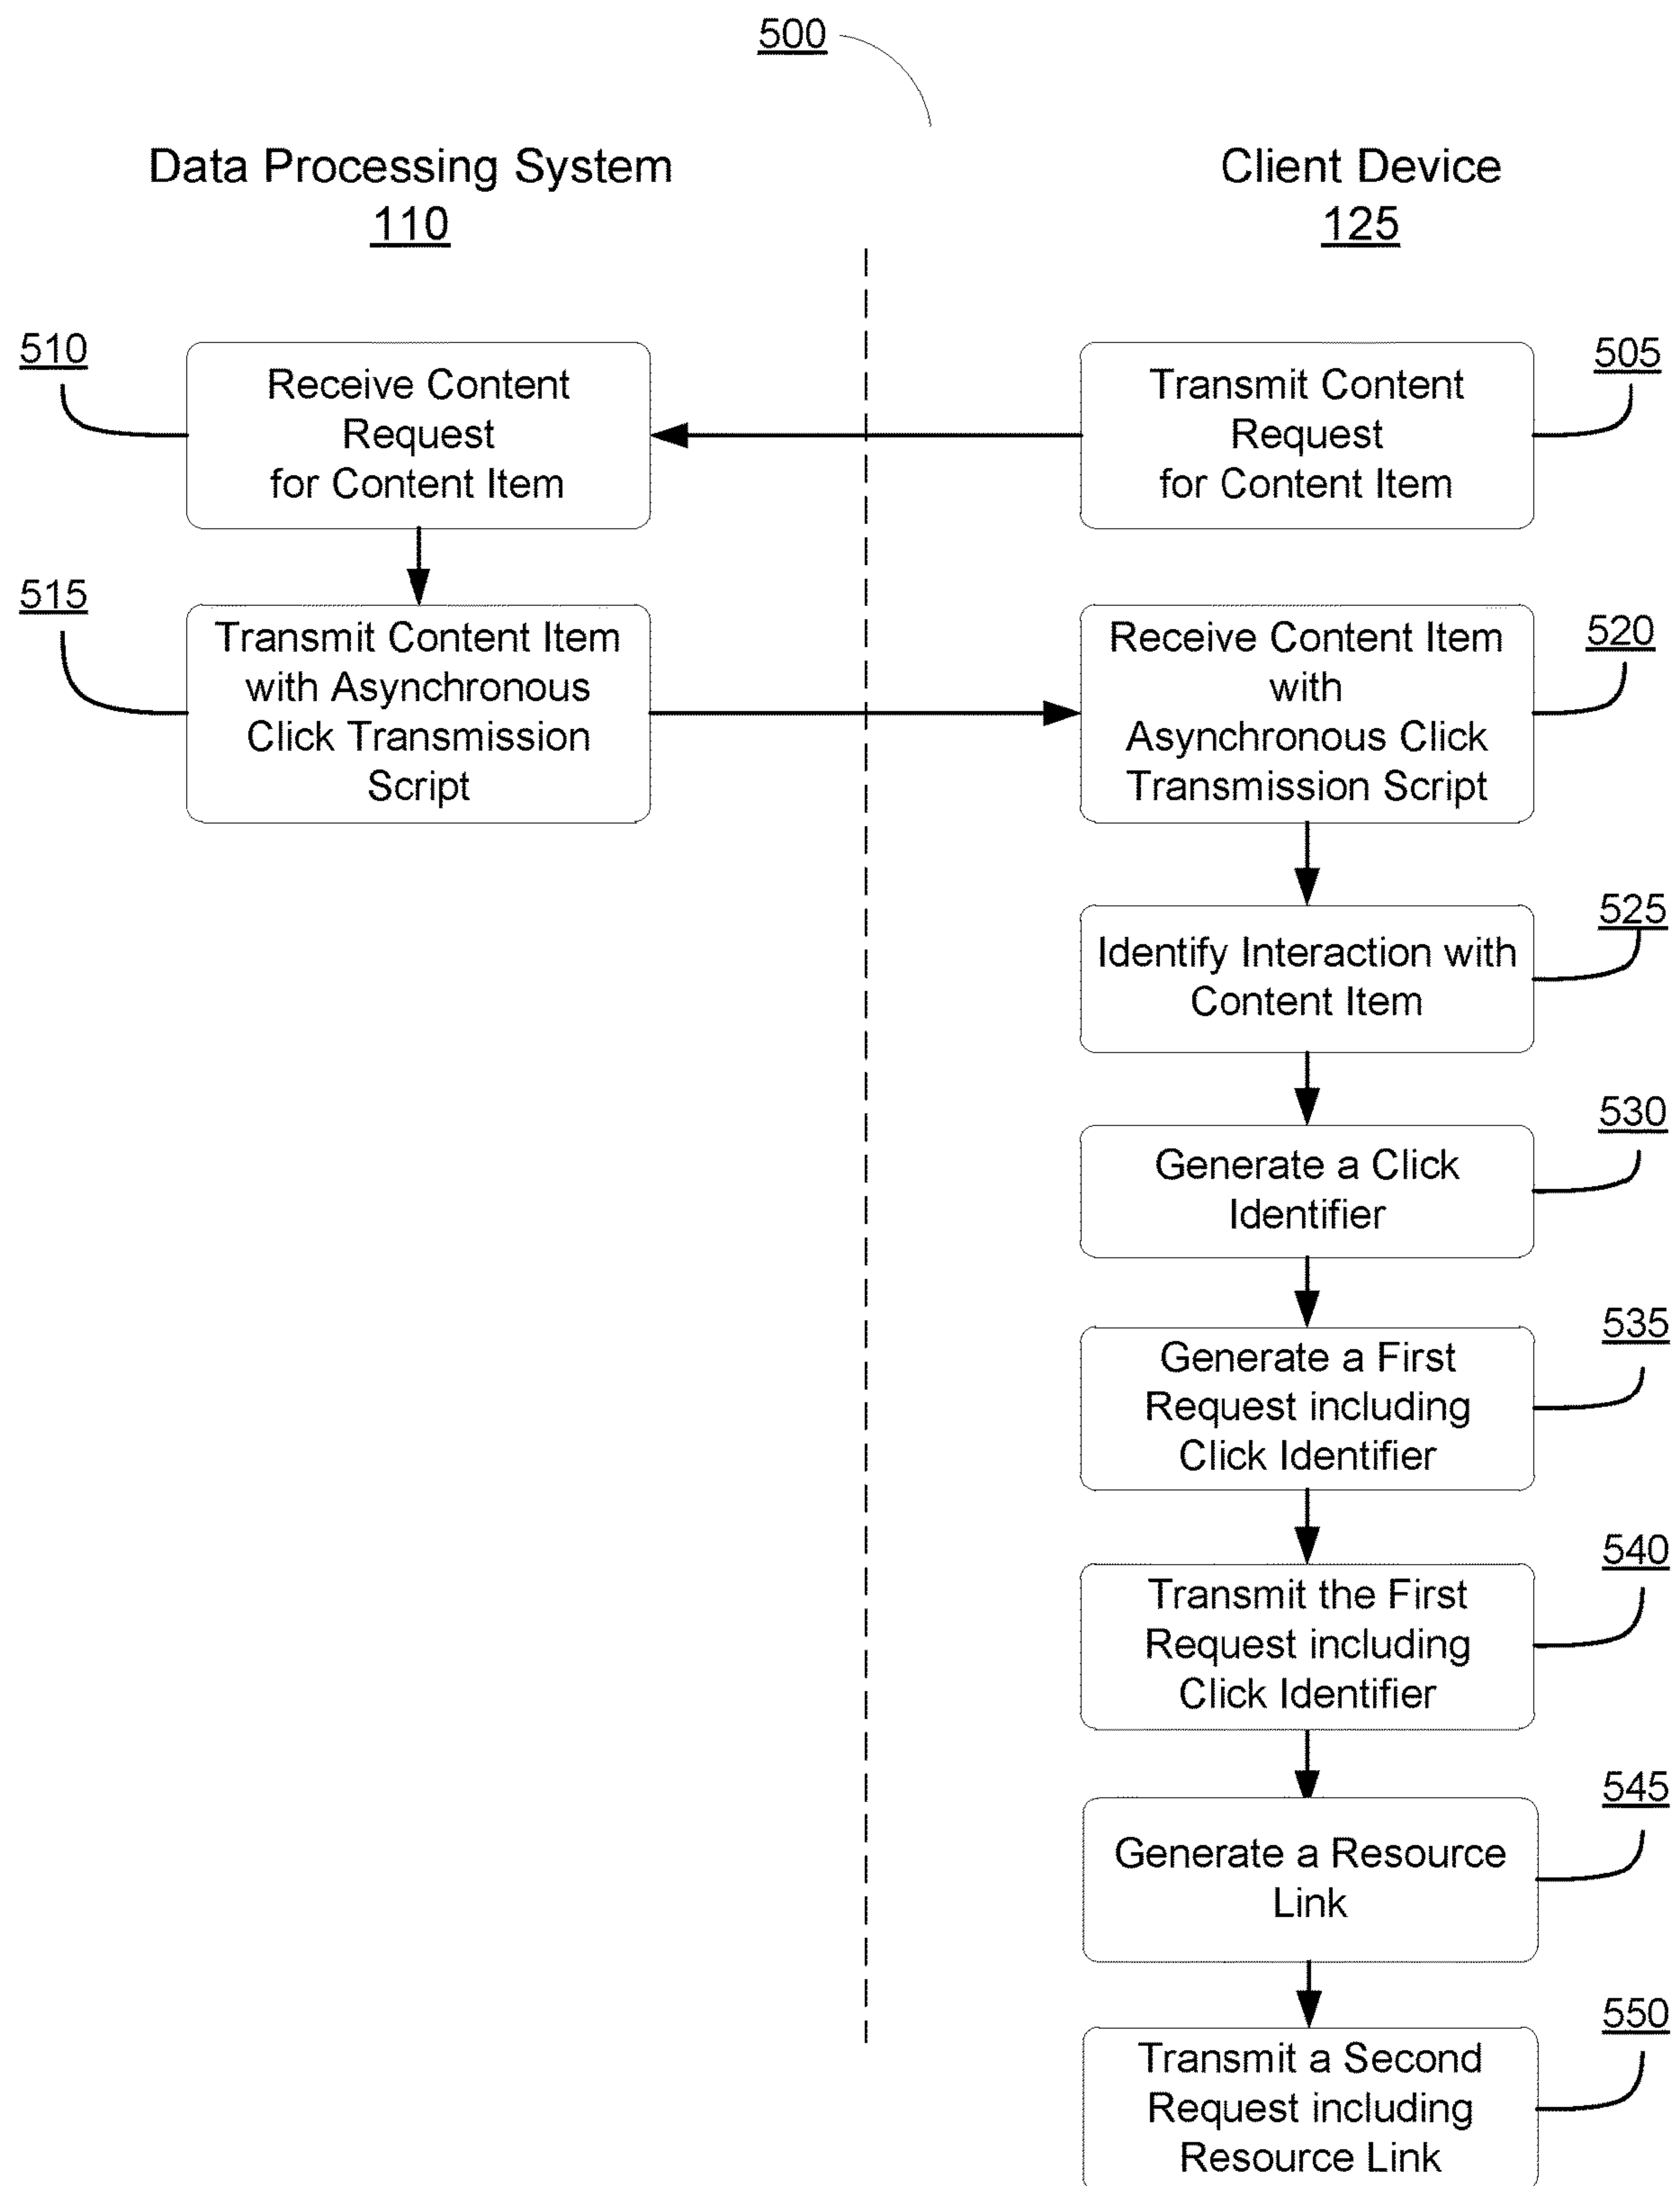 500
Data Processing System
110
Client Device
125
510
Receive Content
Request
for Content Item
Transmit Content
Request
for Content Item
505
515
Transmit Content Item
with Asynchronous
Click Transmission
Script
Receive Content Item
with
Asynchronous Click
Transmission Script
520
Identify Interaction with
Content Item
525
Generate a Click
Identifier
530
Generate a First
Request including
Click Identifier
535
Transmit the First
Request including
Click Identifier
540
Generate a Resource
Link
545
Transmit a Second
Request including
Resource Link
550